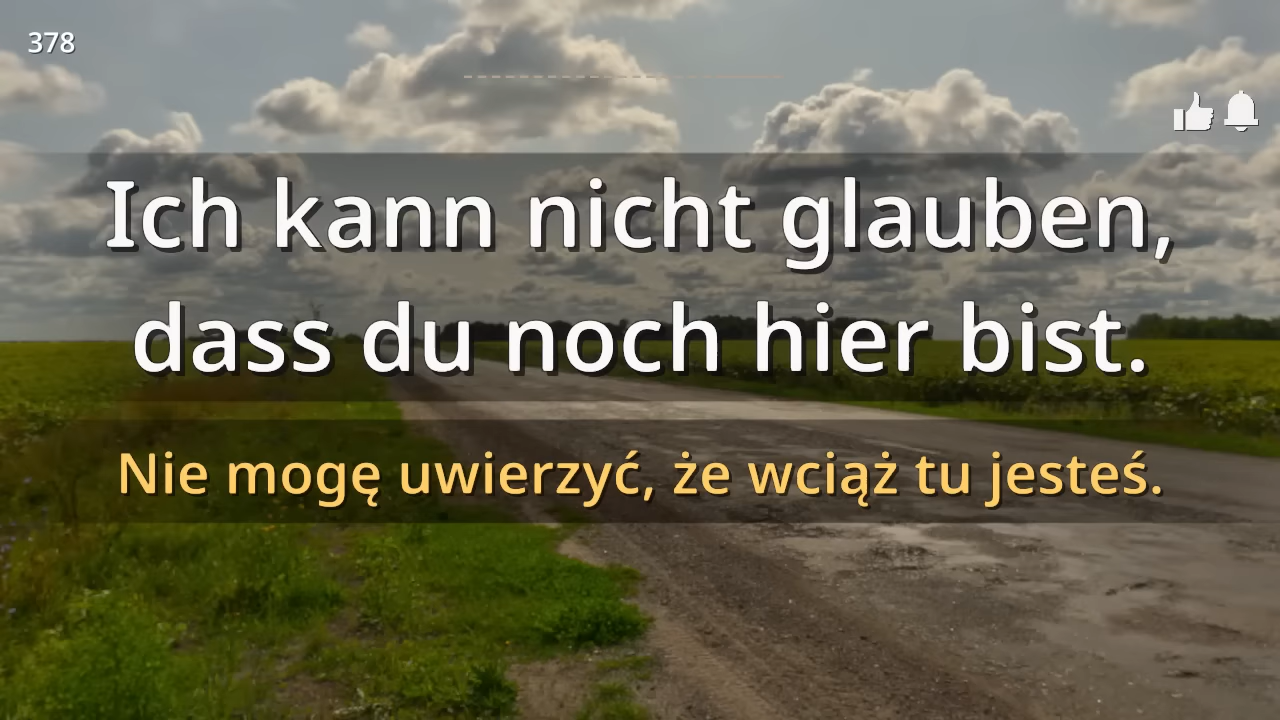 378
Ich kann nicht glauben,
dass du noch hier bist.
Nie mogę uwierzyć, że wciąż tu jesteś.